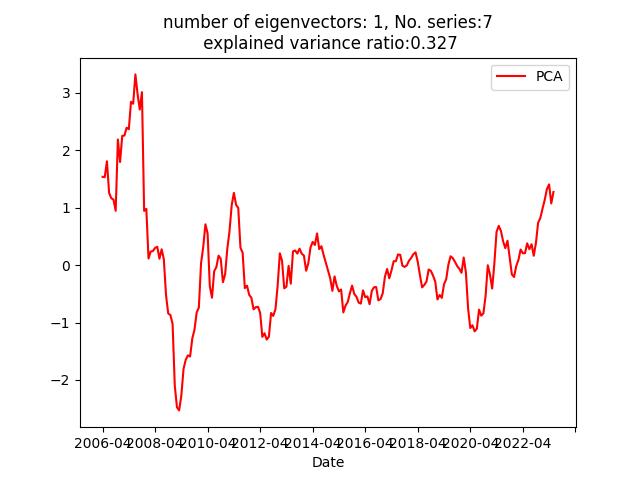 number of eigenvectors: 1, No. series:7
explained variance ratio:0.327
PCA
3
2
1
0
−1
−2
2006-04 2008-04 2010-04 2012-04 2014-04 2016-04 2018-04 2020-04 2022-04
Date